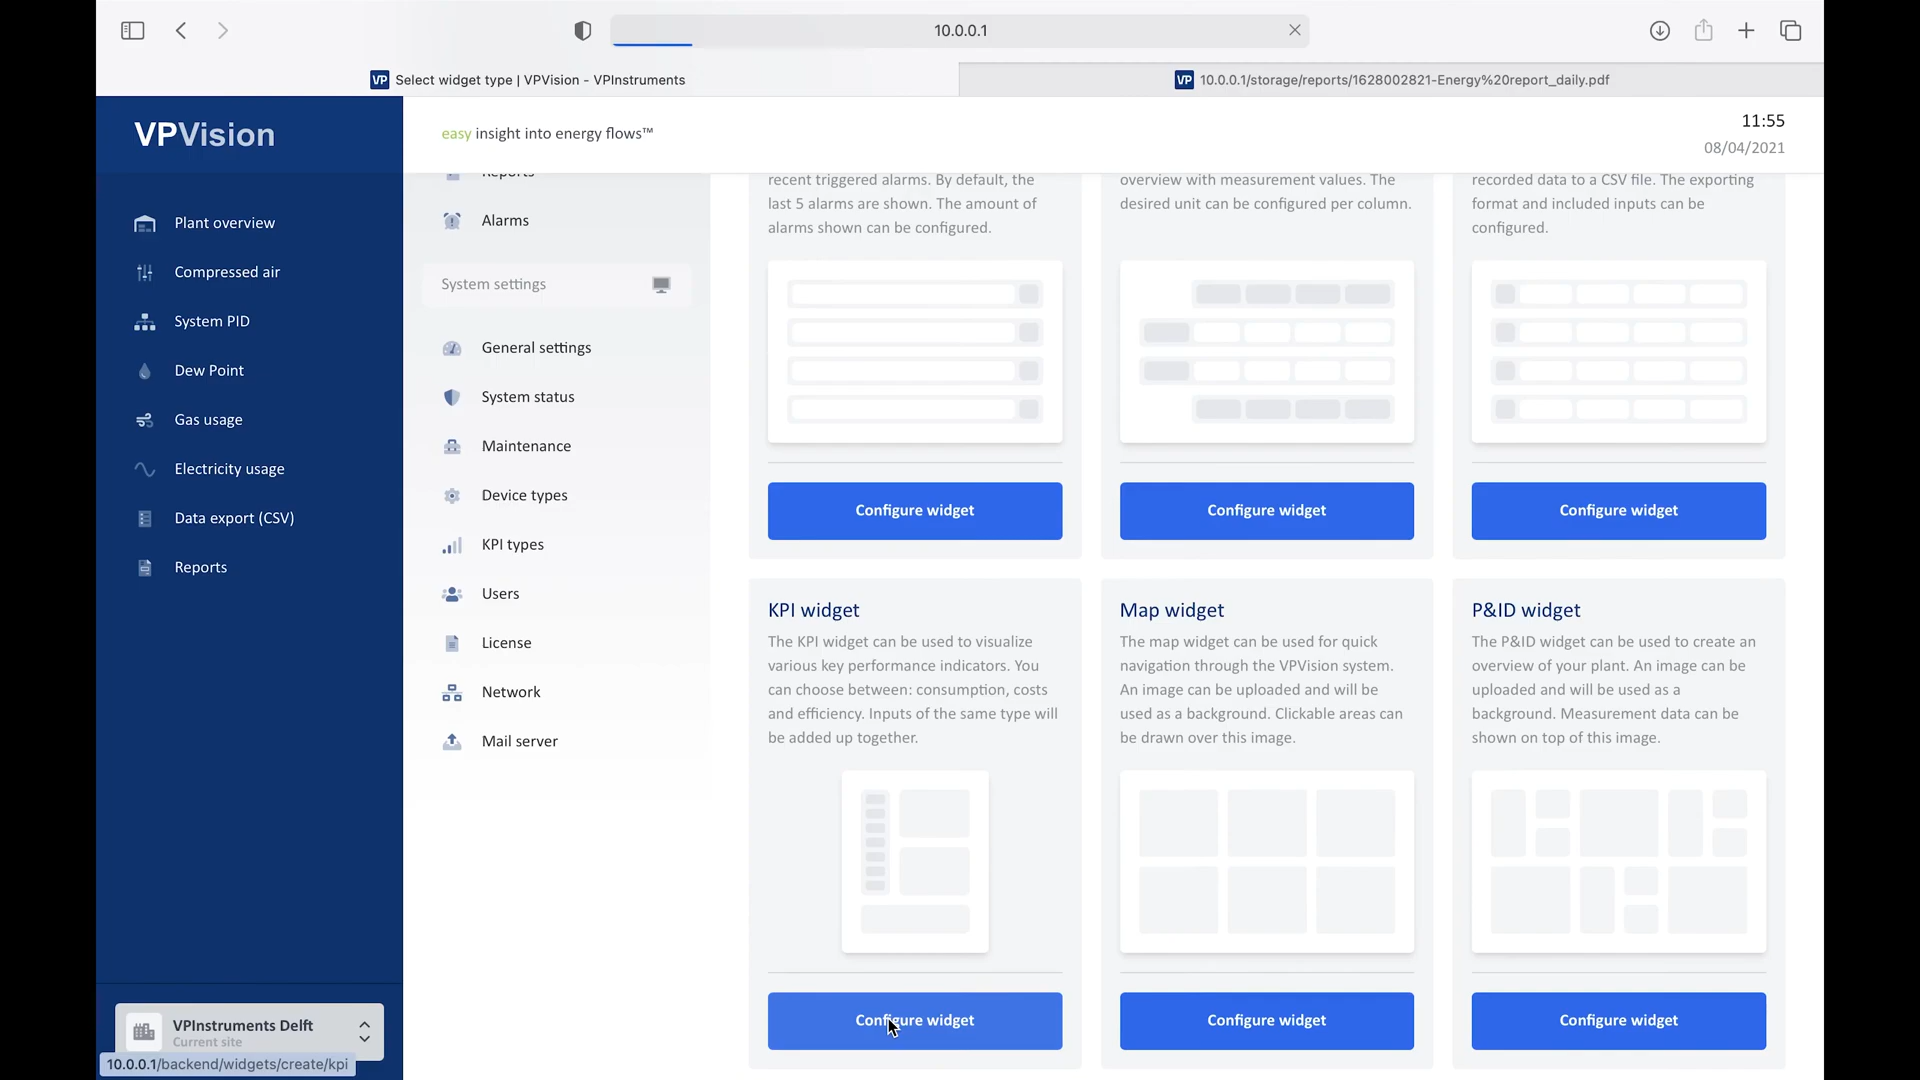 10.0.0.1
VP Select widget type | VPVision - VPInstruments
VP 10.0.0.1/storage/reports/1628002821-Energy%20report_daily.pdf
VPVision
easy insight into energy flows™
11:55
08/04/2021
Plant overview
Compressed air
System PID
Dew Point
Gas usage
Electricity usage
Data export (CSV)
Reports
VPInstruments Delft
Current site
10.0.0.1/backend/widgets/create/kpi
Reports
Alarms
System settings
General settings
System status
Maintenance
Device types
KPI types
Users
License
Network
Mail server
recent triggered alarms. By default, the
last 5 alarms are shown. The amount of
alarms shown can be configured.
Configure widget
overview with measurement values. The
desired unit can be configured per column.
Configure widget
recorded data to a CSV file. The exporting
format and included inputs can be
configured.
Configure widget
KPI widget
The KPI widget can be used to visualize
various key performance indicators. You
can choose between: consumption, costs
and efficiency. Inputs of the same type will
be added up together.
Configure widget
Map widget
The map widget can be used for quick
navigation through the VPVision system.
An image can be uploaded and will be
used as a background. Clickable areas can
be drawn over this image.
Configure widget
P&ID widget
The P&ID widget can be used to create an
overview of your plant. An image can be
uploaded and will be used as a
background. Measurement data can be
shown on top of this image.
Configure widget